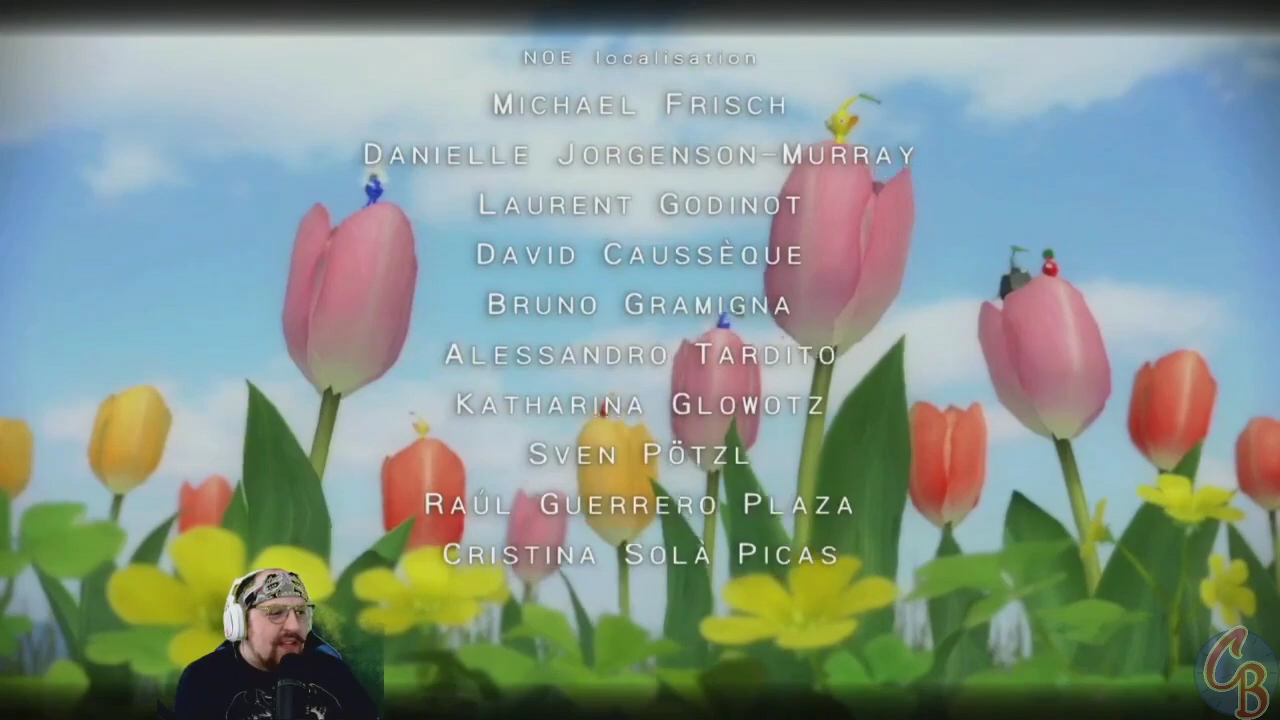 NOE localisation
MICHAEL FRISCH
DANIELLE JORGENSON-MURRAY
LAURENT GODINOT
DAVID CAUSSÈQUE
BRUNO GRAMIGNA
ALESSANDRO TARDITO
KATHARINA GLOWOTZ
SVEN PÖTZL
RAÚL GUERRERO PLAZA
CRISTINA SOLÀ PICAS
CB